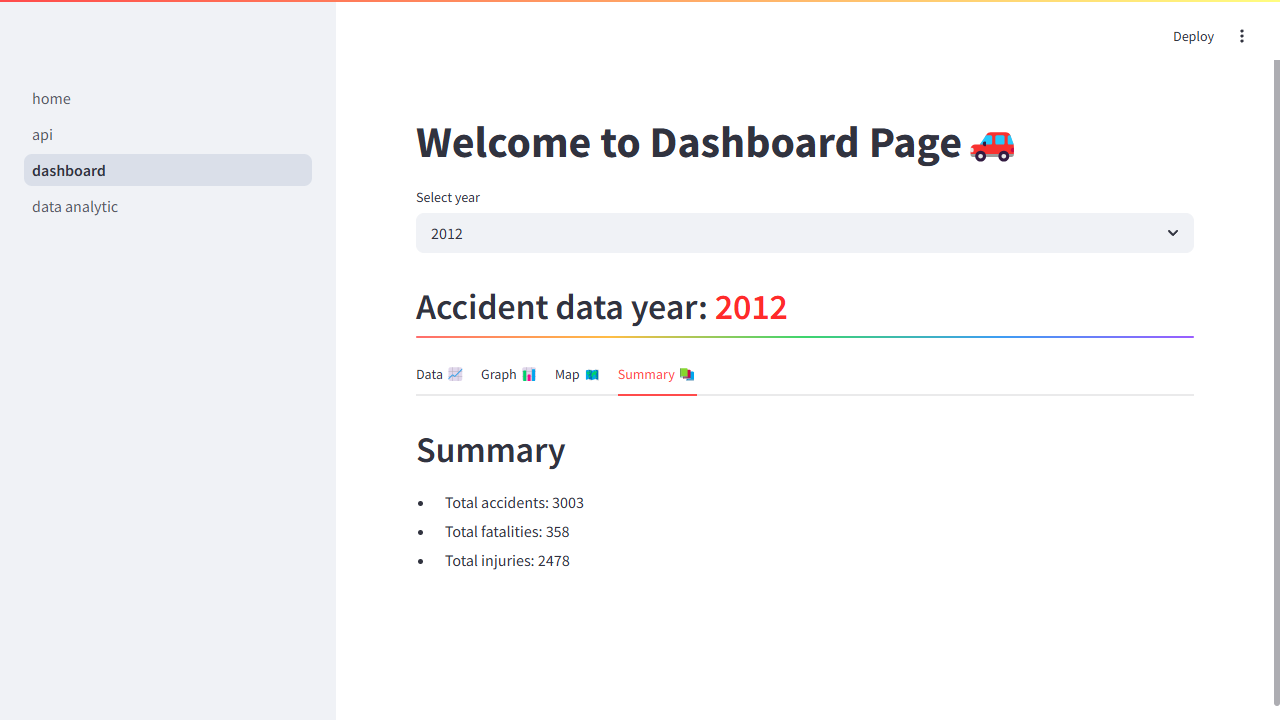 Deploy
home
api
dashboard
data analytic
Welcome to Dashboard Page 🚗
Select year
2012
Accident data year: 2012
Data 📈 Graph 📊 Map 🗺️ Summary 📚
Summary
• Total accidents: 3003
• Total fatalities: 358
• Total injuries: 2478